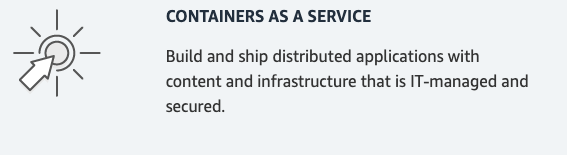 CONTAINERS AS A SERVICE
Build and ship distributed applications with
content and infrastructure that is IT-managed and
secured.